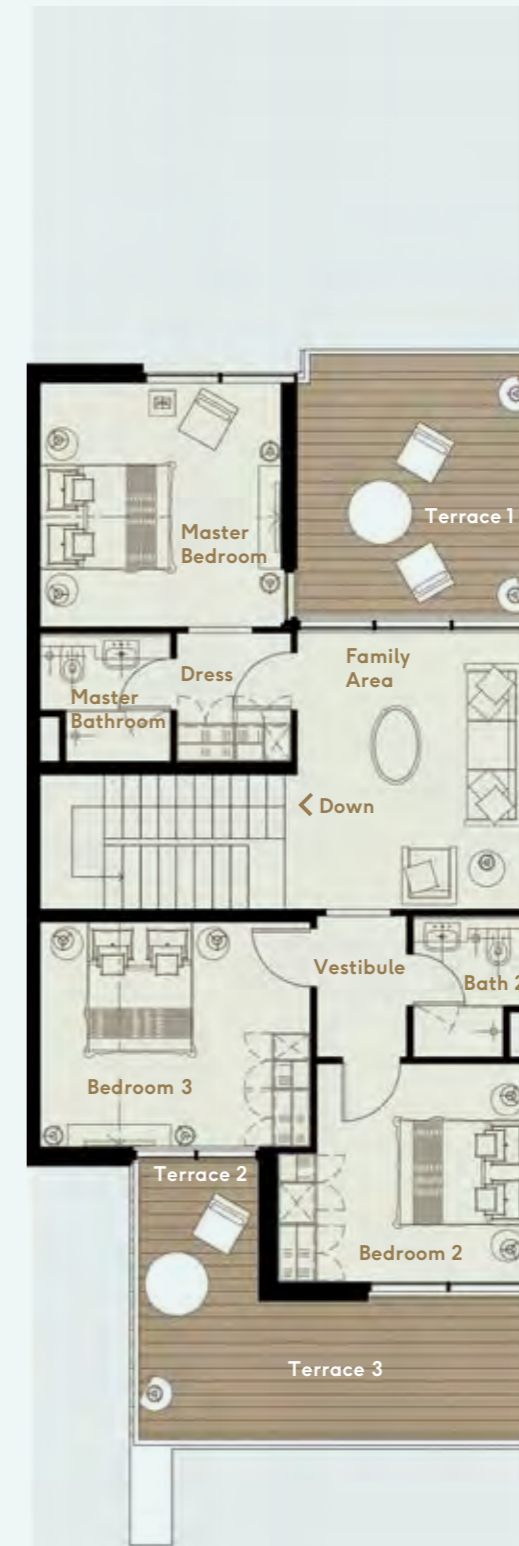 Terrace 1
Master
Bedroom
Family
Area
Dress
Master
Bathroom
Down
Vestibule
Bath 2
Bedroom 3
Terrace 2
Bedroom 2
Terrace 3